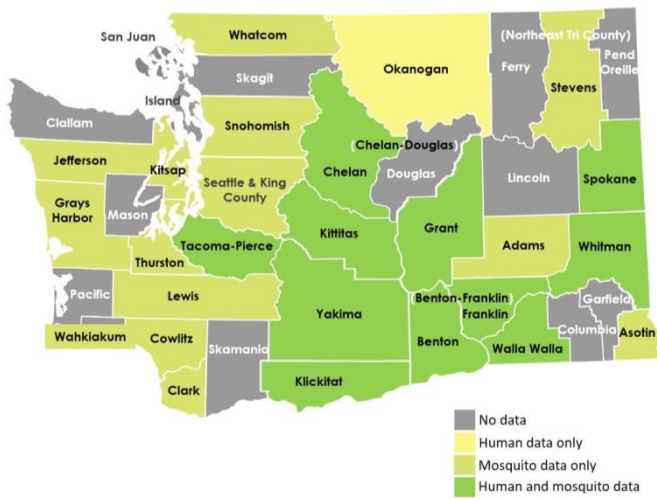 San Juan
Whatcom
Skagit
Island
Clallam
Snohomish
Jefferson
Kitsap
Seattle & King
County
Grays
Harbor
Mason
Tacoma-Pierce
Thurston
Pacific
Lewis
Wahkiakum
Cowlitz
Skamania
Clark
Okanogan
(Chelan-Douglas)
Chelan
Douglas
Kittitas
Grant
Yakima
Klickitat
Benton-Franklin)
Franklin
Benton
Walla Walla
(Northeast Tri County)
Ferry
Stevens
Pend
Oreille
Lincoln
Spokane
Adams
Whitman
Garfield
Columbia
Asotin
No data
Human data only
Mosquito data only
Human and mosquito data